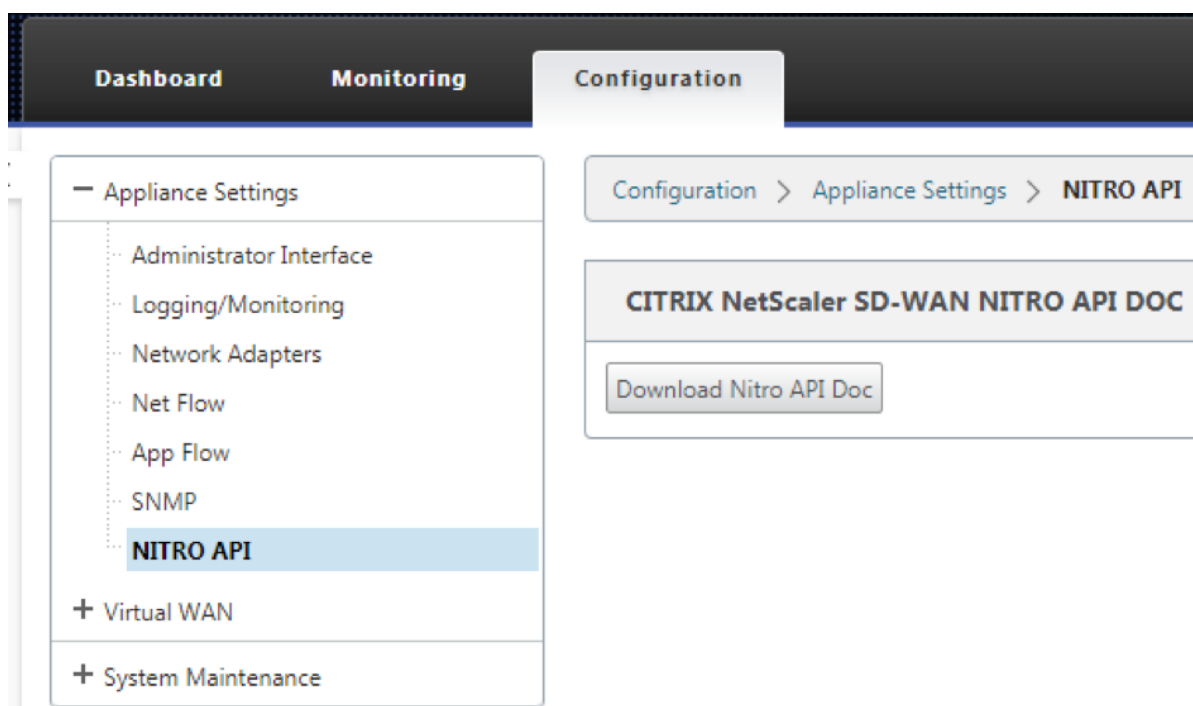 Dashboard Monitoring Configuration
Appliance Settings
Administrator Interface
Logging/Monitoring
Network Adapters
Net Flow
App Flow
SNMP
NITRO API
Virtual WAN
System Maintenance
Configuration > Appliance Settings > NITRO API
CITRIX NetScaler SD-WAN NITRO API DOC
Download Nitro API Doc